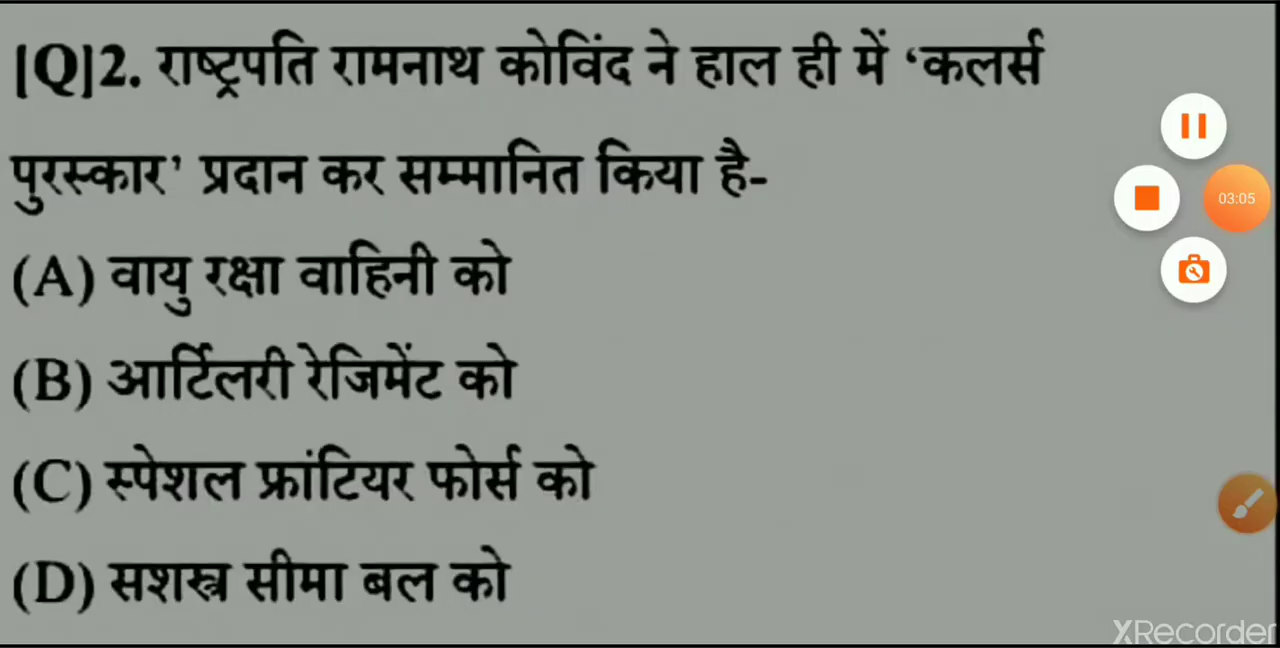 [Q]2. राष्ट्रपति रामनाथ कोविंद ने हाल ही में ‘कलर्स
पुरस्कार’ प्रदान कर सम्मानित किया है-
(A) वायु रक्षा वाहिनी को
(B) आर्टिलरी रेजिमेंट को
(C) स्पेशल फ्रांटियर फोर्स को
(D) सशस्त्र सीमा बल को
03:05
XRecorder